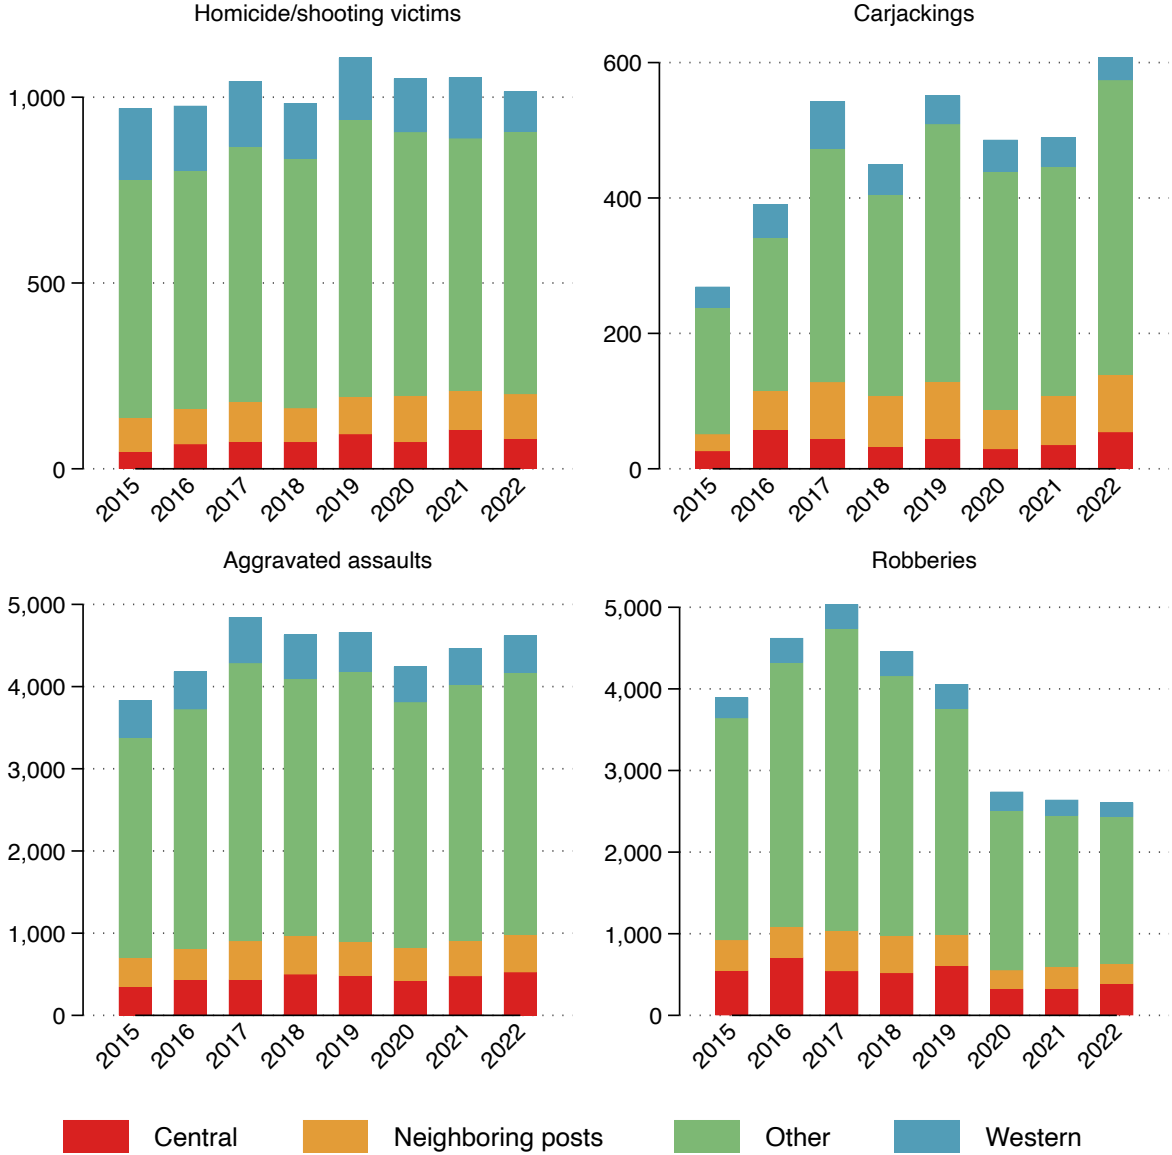 Homicide/shooting victims
1,000
500
0
2015 2016 2017 2018 2019 2020 2021 2022
Carjackings
600
400
200
0
2015 2016 2017 2018 2019 2020 2021 2022
Aggravated assaults
5,000
4,000
3,000
2,000
1,000
0
2015 2016 2017 2018 2019 2020 2021 2022
Robberies
5,000
4,000
3,000
2,000
1,000
0
2015 2016 2017 2018 2019 2020 2021 2022
Central Neighboring posts Other Western